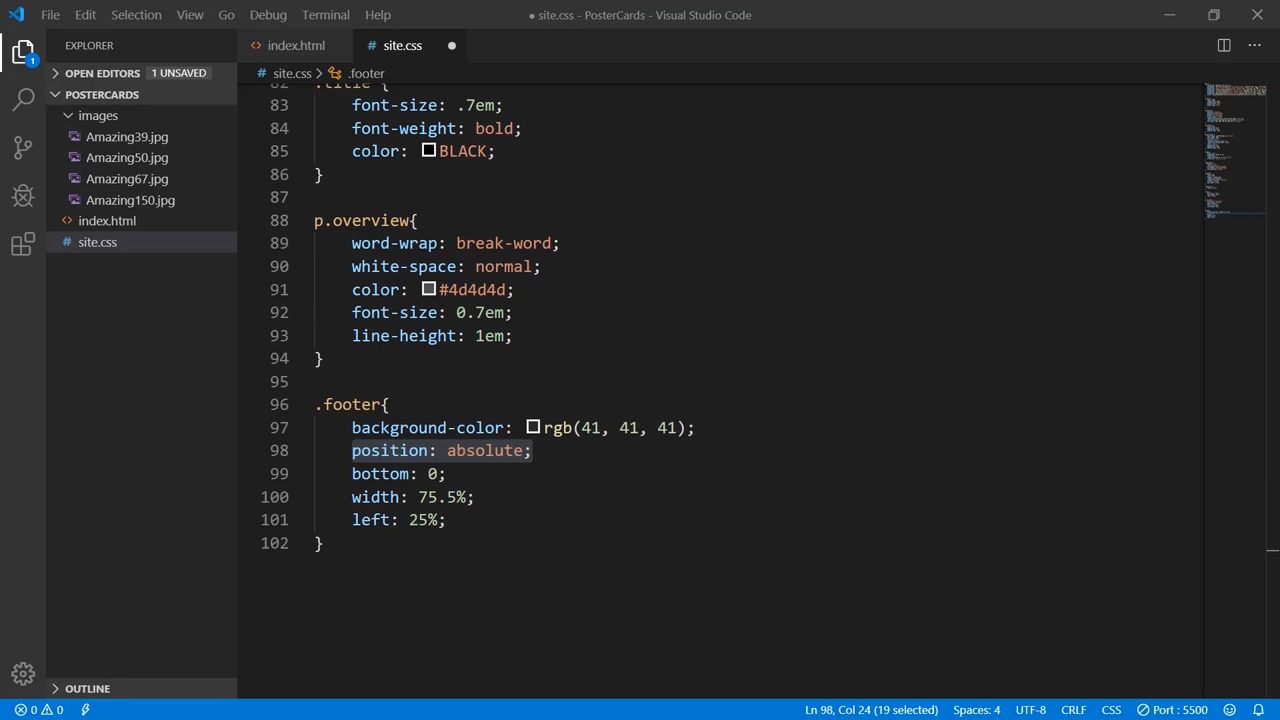 File Edit Selection View Go Debug Terminal Help
● site.css - PosterCards - Visual Studio Code
EXPLORER
index.html
site.css
1
OPEN EDITORS 1 UNSAVED
site.css > .footer
POSTERCARDS
images
Amazing39.jpg
Amazing50.jpg
Amazing67.jpg
Amazing150.jpg
index.html
site.css
82 .title {
83 font-size: .7em;
84 font-weight: bold;
85 color: BLACK;
86 }
87
88 p.overview{
89 word-wrap: break-word;
90 white-space: normal;
91 color: #4d4d4d;
92 font-size: 0.7em;
93 line-height: 1em;
94 }
95
96 .footer{
97 background-color: rgb(41, 41, 41);
98 position: absolute;
99 bottom: 0;
100 width: 75.5%;
101 left: 25%;
102 }
OUTLINE
0 0 Ln 98, Col 24 (19 selected) Spaces: 4 UTF-8 CRLF CSS Port : 5500